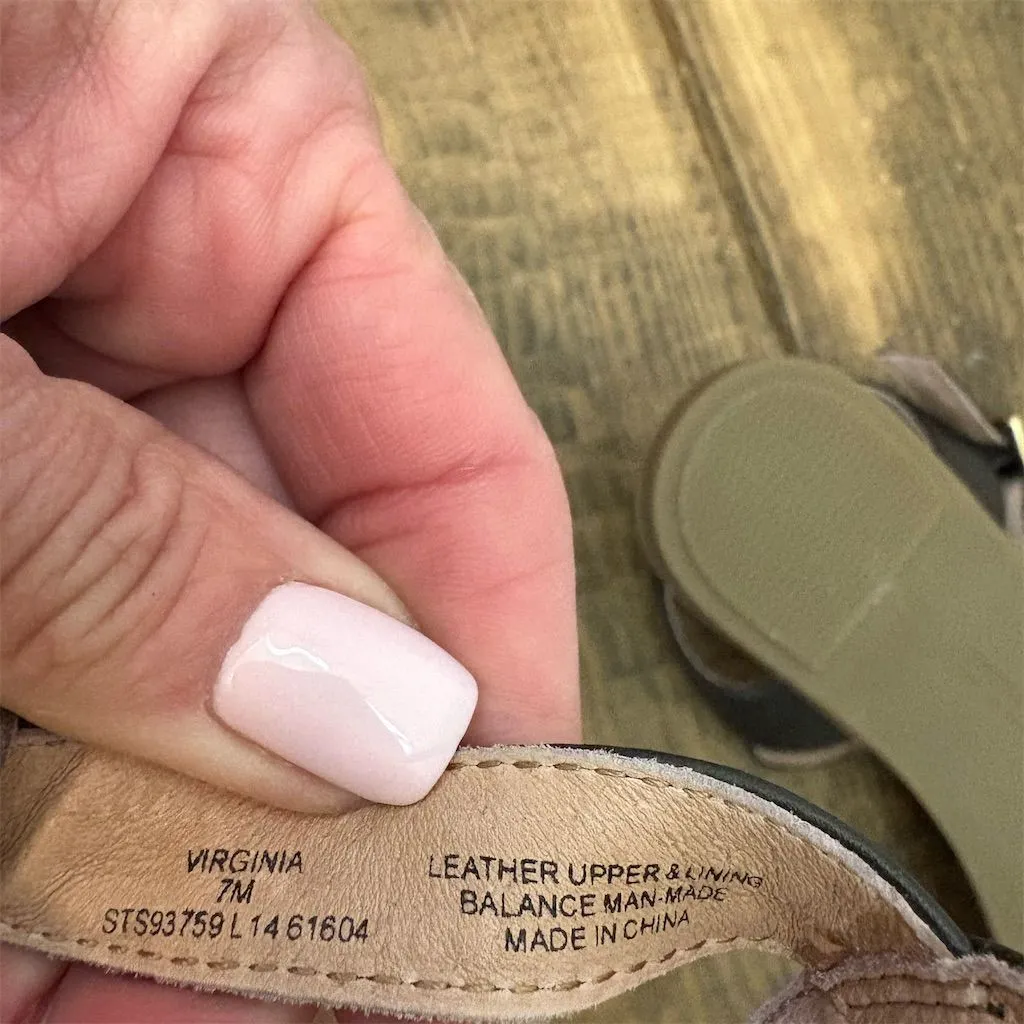 VIRGINIA
7M
STS93759 L 14 61604
LEATHER UPPER & LINING
BALANCE MAN-MADE
MADE IN CHINA